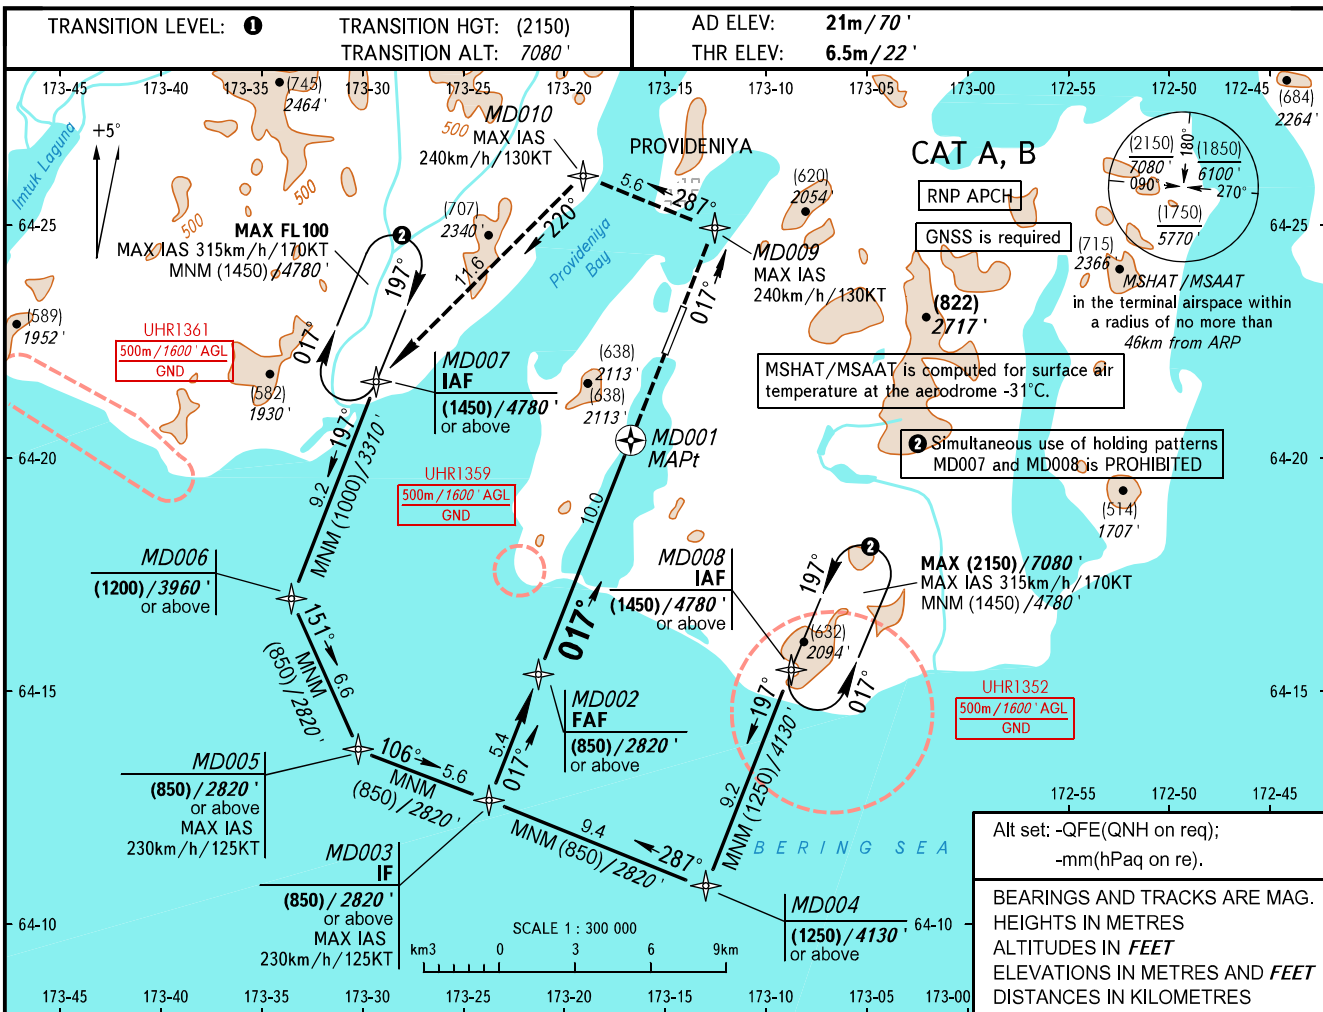 TRANSITION LEVEL: ❶
TRANSITION HGT: (2150)
TRANSITION ALT: 7080 '
AD ELEV: 21m/70 '
THR ELEV: 6.5m/22 '
173-45 173-40 173-35 173-30 173-25 173-20 173-15 173-10 173-05 173-00 172-55 172-50 172-45
(745)
2464 '
(684)
2264 '
+5°
Imtuk Laguna
500
500
500
MD010
MAX IAS
240km/h/130KT
PROVIDENIYA
5.6
287°
220°
11.6
(707)
2340 '
Provideniya
Bay
(620)
2054 '
CAT A, B
RNP APCH
GNSS is required
(2150)
7080 '
(1850)
6100 '
180°
090°
270°
(1750)
5770 '
(715)
2366 '
MSHAT/MSAAT
in the terminal airspace within
a radius of no more than
46km from ARP
64-25
64-25
MAX FL100
MAX IAS 315km/h/170KT
MNM (1450)/4780 '
❷
197°
017°
MD009
MAX IAS
240km/h/130KT
017°
(822)
2717 '
(589)
1952 '
UHR1361
500m/1600 ' AGL
GND
(582)
1930 '
MD007
IAF
(1450)/4780 '
or above
(638)
2113 '
(638)
2113 '
MSHAT/MSAAT is computed for surface air
temperature at the aerodrome -31°C.
❷ Simultaneous use of holding patterns
MD007 and MD008 is PROHIBITED
64-20
64-20
MD001
MAPt
197°
9.2
MNM (1000)/3310'
UHR1359
500m/1600 ' AGL
GND
10.0
(514)
1707 '
MD006
(1200)/3960 '
or above
MD008
IAF
(1450)/4780 '
or above
❷
197°
017°
MAX (2150)/7080 '
MAX IAS 315km/h/170KT
MNM (1450)/4780 '
(632)
2094 '
151°
6.6
MNM
(850)/2820 '
017°
64-15
64-15
UHR1352
500m/1600 ' AGL
GND
MD002
FAF
(850)/2820 '
or above
197°
9.2
MNM (1250)/4130 '
5.4
017°
MD005
(850)/2820 '
or above
MAX IAS
230km/h/125KT
106°
5.6
MNM
(850)/2820 '
9.4
287°
MNM (850)/2820 '
BERING SEA
MD003
IF
(850)/2820 '
or above
MAX IAS
230km/h/125KT
MD004
(1250)/4130 '
or above
64-10
64-10
SCALE 1 : 300 000
km3 0 3 6 9km
172-55 172-50 172-45
173-45 173-40 173-35 173-30 173-25 173-20 173-15 173-10 173-05 173-00
Alt set: -QFE(QNH on req);
-mm(hPaq on re).
BEARINGS AND TRACKS ARE MAG.
HEIGHTS IN METRES
ALTITUDES IN FEET
ELEVATIONS IN METRES AND FEET
DISTANCES IN KILOMETRES